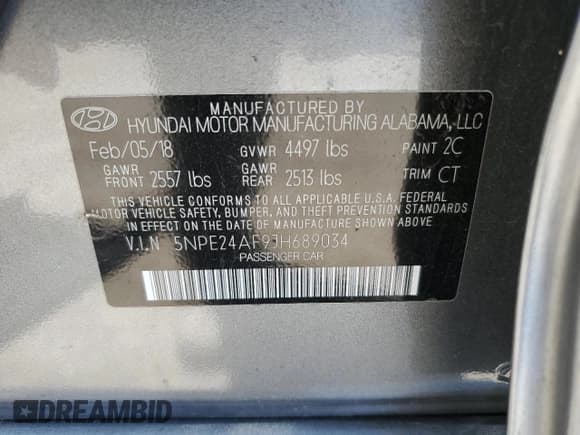 MANUFACTURED BY
HYUNDAI MOTOR MANUFACTURING ALABAMA, LLC
Feb/05/18 GVWR 4497 lbs PAINT 2C
GAWR FRONT 2557 lbs GAWR REAR 2513 lbs TRIM CT
THIS VEHICLE CONFORMS TO ALL APPLICABLE U.S.A. FEDERAL
MOTOR VEHICLE SAFETY, BUMPER, AND THEFT PREVENTION STANDARDS
IN EFFECT ON THE DATE OF MANUFACTURE SHOWN ABOVE.
V.I.N 5NPE24AF9JH689034
PASSENGER CAR
DREAMBID